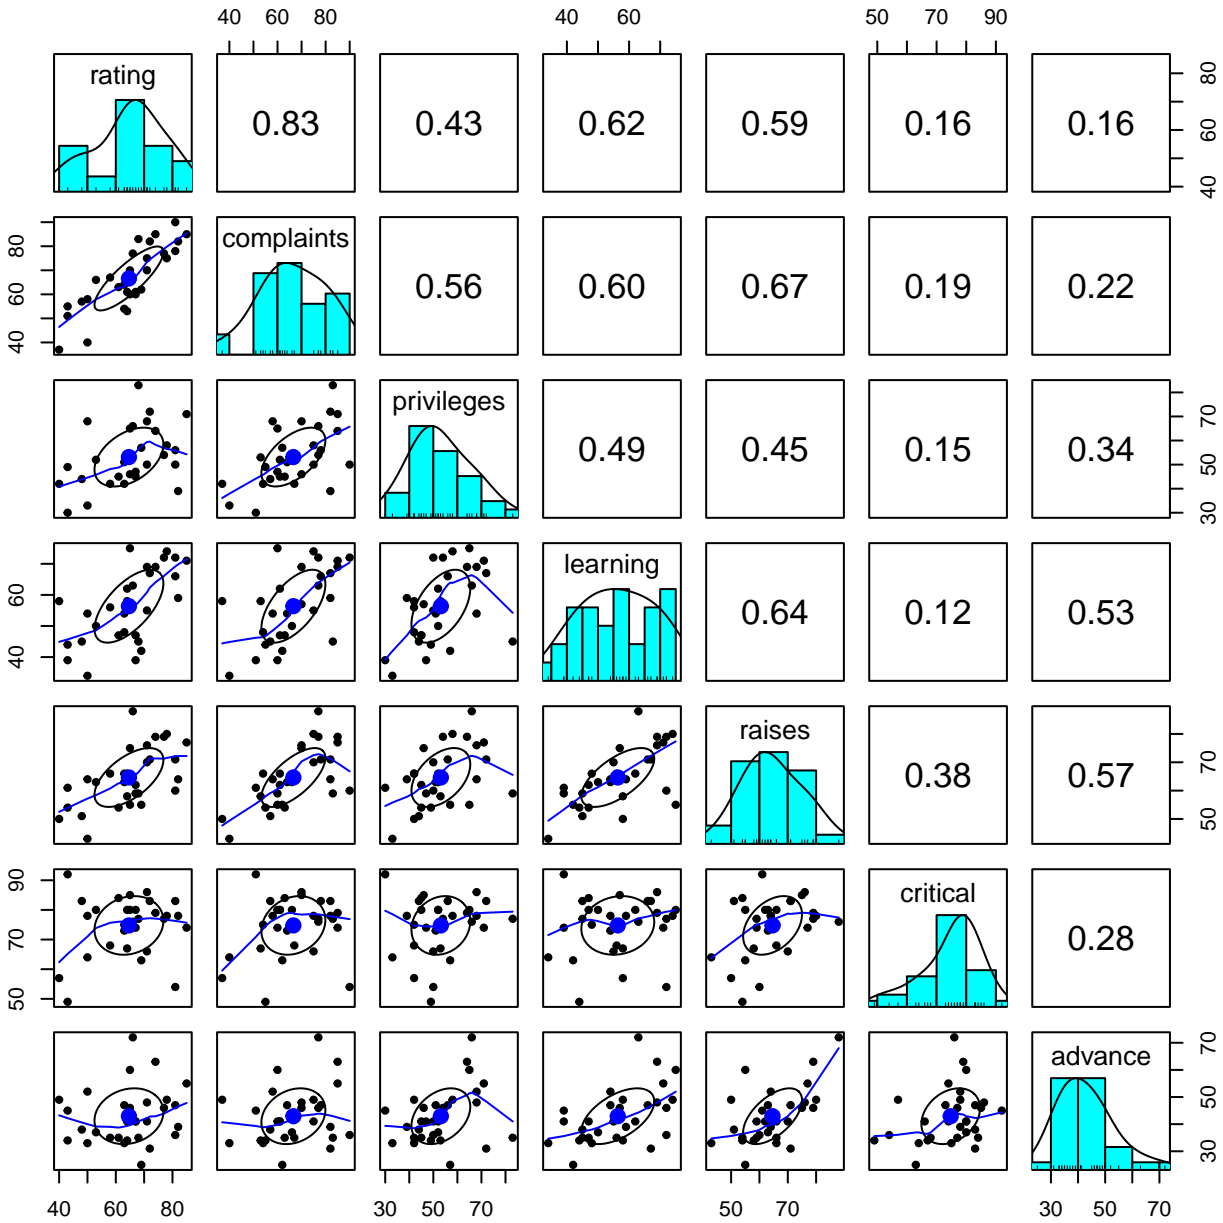 40 60 80 40 60 50 70 90
rating 0.83 0.43 0.62 0.59 0.16 0.16
40 60 80
complaints 0.56 0.60 0.67 0.19 0.22
40 60 80
privileges 0.49 0.45 0.15 0.34
30 50 70
learning 0.64 0.12 0.53
40 60
raises 0.38 0.57
50 70
critical 0.28
50 70 90
advance
30 50 70
40 60 80 30 50 70 50 70 30 50 70